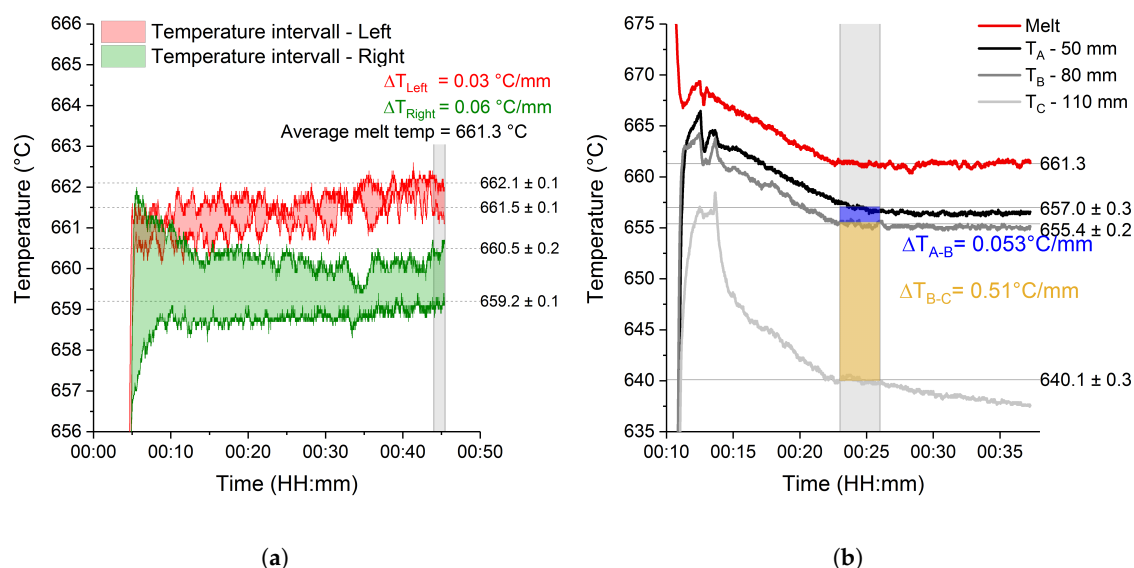 Temperature intervall - Left
Temperature intervall - Right
ΔT_Left = 0.03 °C/mm
ΔT_Right = 0.06 °C/mm
Average melt temp = 661.3 °C
666
665
664
663
662
661
660
659
658
657
656
Temperature (°C)
662.1 ± 0.1
661.5 ± 0.1
660.5 ± 0.2
659.2 ± 0.1
00:00 00:10 00:20 00:30 00:40 00:50
Time (HH:mm)
(a)
Melt
T_A - 50 mm
T_B - 80 mm
T_C - 110 mm
675
670
665
660
655
650
645
640
635
Temperature (°C)
661.3
657.0 ± 0.3
655.4 ± 0.2
ΔT_A-B = 0.053°C/mm
ΔT_B-C = 0.51°C/mm
640.1 ± 0.3
00:10 00:15 00:20 00:25 00:30 00:35
Time (HH:mm)
(b)